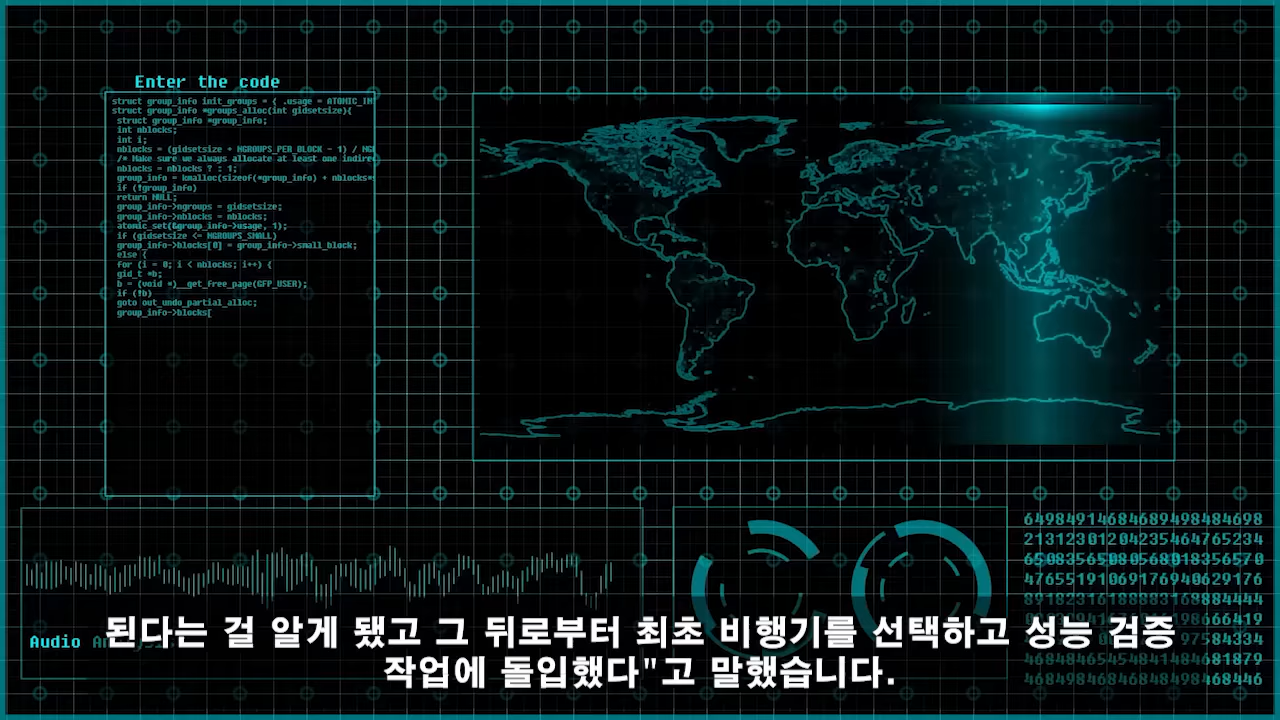 Enter the code
struct group_info init_groups = { .usage = ATOMIC_IN
struct group_info *groups_alloc(int gidsetsize){
struct group_info *group_info;
int nblocks;
int i;
nblocks = (gidsetsize + NGROUPS_PER_BLOCK - 1) / NG
/* Make sure we always allocate at least one indirec
nblocks = nblocks ? : 1;
group_info = kmalloc(sizeof(*group_info) + nblocks*s
if (!group_info)
return NULL;
group_info->ngroups = gidsetsize;
group_info->nblocks = nblocks;
atomic_set(&group_info->usage, 1);
if (gidsetsize <= NGROUPS_SMALL)
group_info->blocks[0] = group_info->small_block;
else {
for (i = 0; i < nblocks; i++) {
gid_t *b;
b = (void *)__get_free_page(GFP_USER);
if (!b)
goto out_undo_partial_alloc;
group_info->blocks[
64984914684689498484698
21312301204235464765234
65083565080568018356570
47655191069176940629176
Audio
된다는 걸 알게 됐고 그 뒤로부터 최초 비행기를 선택하고 성능 검증
작업에 돌입했다"고 말했습니다.